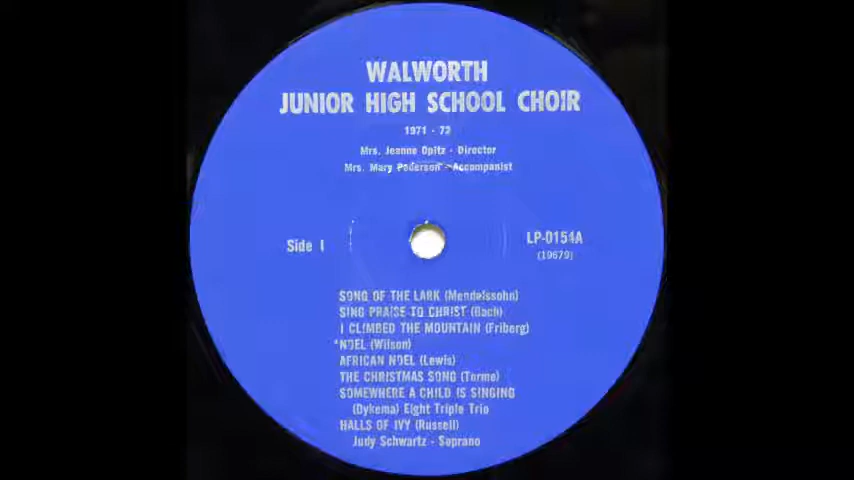 WALWORTH
JUNIOR HIGH SCHOOL CHOIR
1971 - 72
Mrs. Jeanne Opitz - Director
Mrs. Mary Pederson - Accompanist
Side I
LP-0154A
(19679)
SONG OF THE LARK (Mendelssohn)
SING PRAISE TO CHRIST (Bach)
I CLIMBED THE MOUNTAIN (Friberg)
*NOEL (Wilson)
AFRICAN NOEL (Lewis)
THE CHRISTMAS SONG (Torme)
SOMEWHERE A CHILD IS SINGING
(Dykema) Eight Triple Trio
HALLS OF IVY (Russell)
Judy Schwartz - Soprano